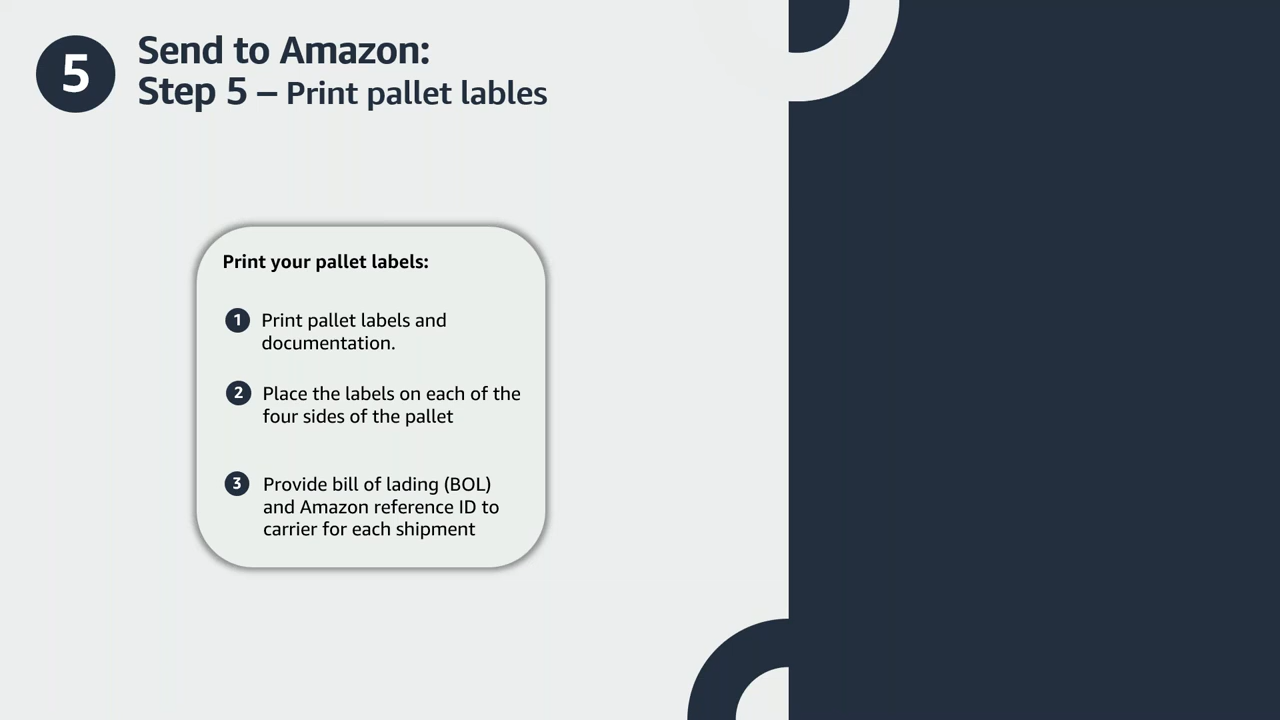 5
Send to Amazon:
Step 5 – Print pallet lables
Print your pallet labels:
1 Print pallet labels and
documentation.
2 Place the labels on each of the
four sides of the pallet
3 Provide bill of lading (BOL)
and Amazon reference ID to
carrier for each shipment